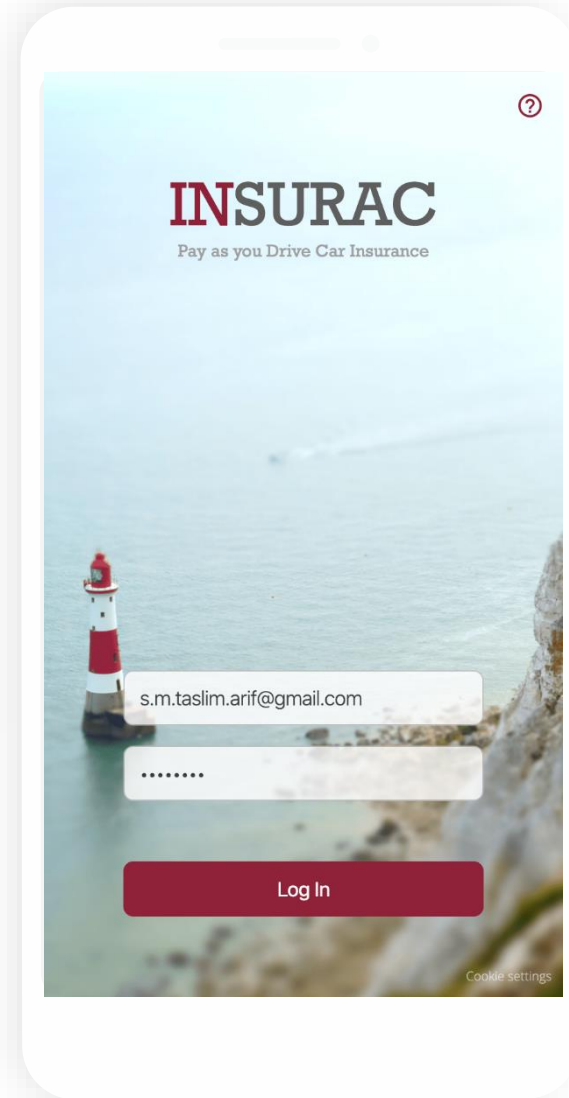 INSURAC
Pay as you Drive Car Insurance
s.m.taslim.arif@gmail.com
••••••••
Log In
Cookie settings